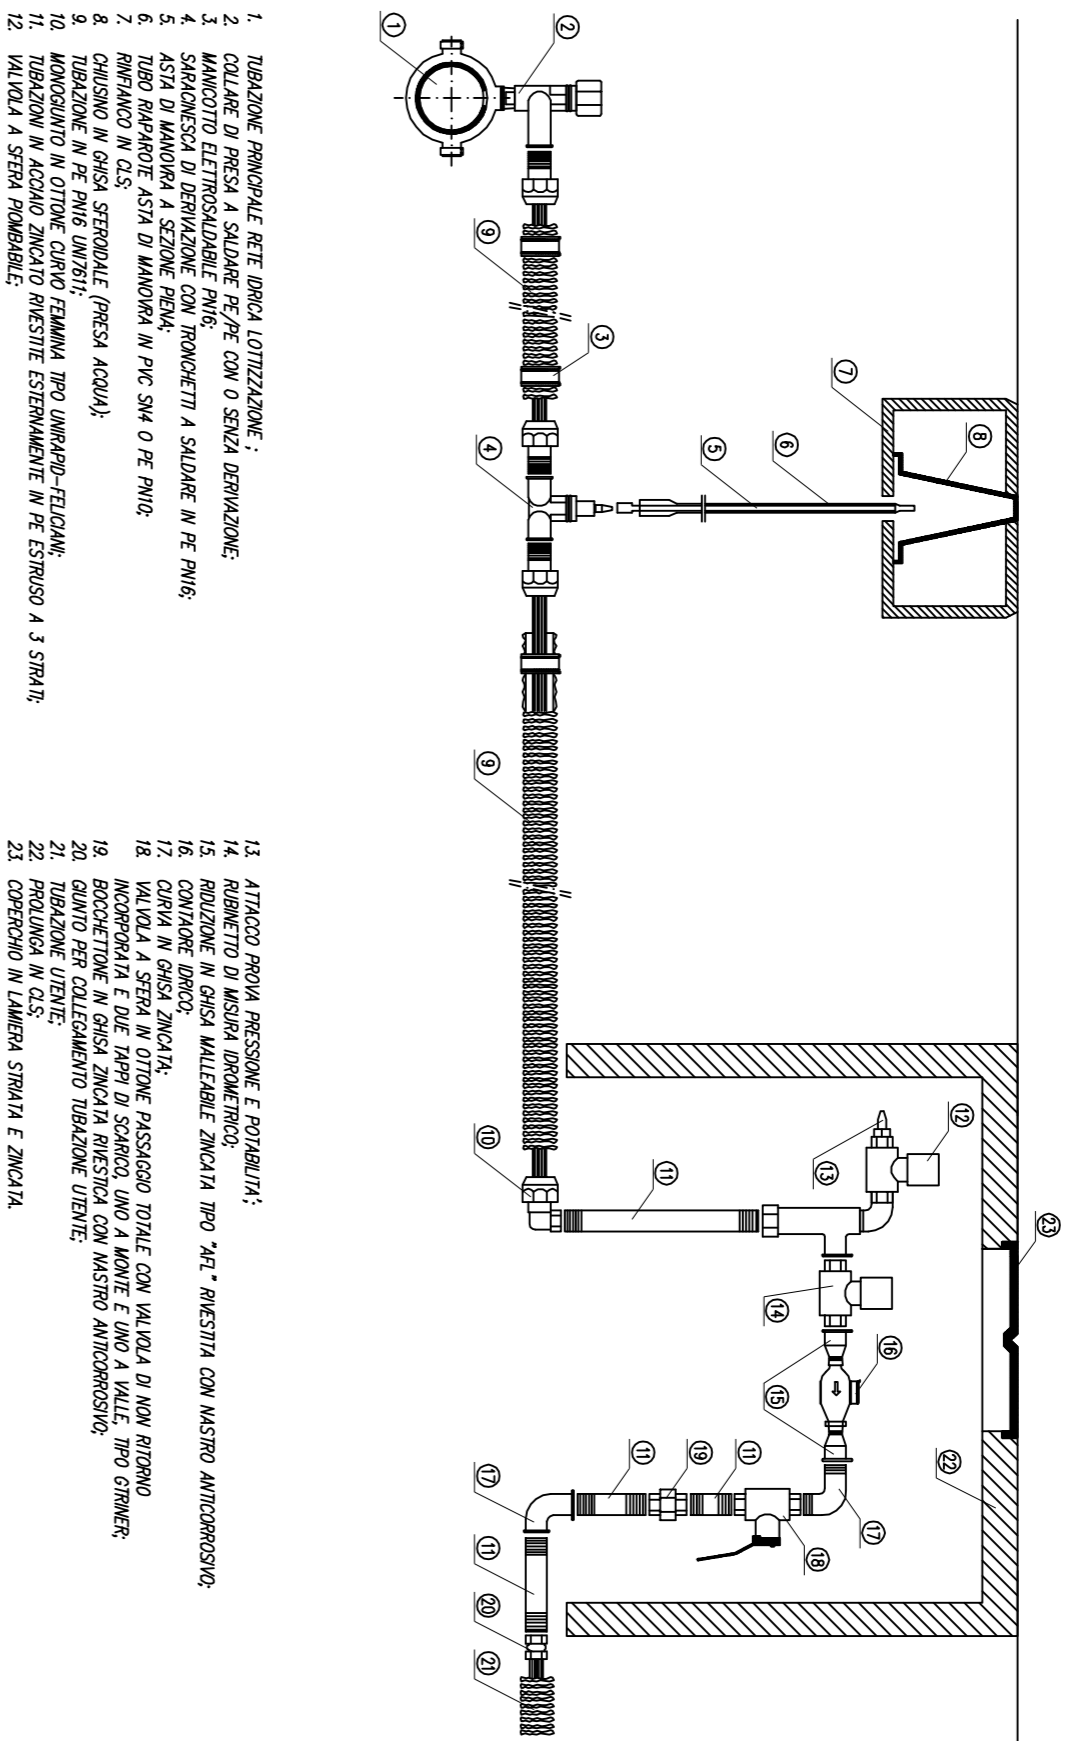 1
2
9
3
4
5
6
7
8
9
10
11
12
13
14
15
16
17
18
11
19
11
17
11
20
21
22
23
1. TUBAZIONE PRINCIPALE RETE IDRICA LOTTIZZAZIONE ;
2. COLLARE DI PRESA A SALDARE PE/PE CON O SENZA DERIVAZIONE;
3. MANICOTTO ELETTROSALDABILE PN16;
4. SARACINESCA DI DERIVAZIONE CON TRONCHETTI A SALDARE IN PE PN16;
5. ASTA DI MANOVRA A SEZIONE PIENA;
6. TUBO RIAPAROTE ASTA DI MANOVRA IN PVC SN4 O PE PN10;
7. RINFIANCO IN CLS;
8. CHIUSINO IN GHISA SFEROIDALE (PRESA ACQUA);
9. TUBAZIONE IN PE PN16 UNI7611;
10. MONOGIUNTO IN OTTONE CURVO FEMMINA TIPO UNIRAPID-FELICIANI;
11. TUBAZIONI IN ACCIAIO ZINCATO RIVESTITE ESTERNAMENTE IN PE ESTRUSO A 3 STRATI;
12. VALVOLA A SFERA PIOMBABILE;
13. ATTACCO PROVA PRESSIONE E POTABILITA';
14. RUBINETTO DI MISURA IDROMETRICO;
15. RIDUZIONE IN GHISA MALLEABILE ZINCATA TIPO "AFL" RIVESTITA CON NASTRO ANTICORROSIVO;
16. CONTAORE IDRICO;
17. CURVA IN GHISA ZINCATA;
18. VALVOLA A SFERA IN OTTONE PASSAGGIO TOTALE CON VALVOLA DI NON RITORNO
INCORPORATA E DUE TAPPI DI SCARICO, UNO A MONTE E UNO A VALLE, TIPO GTRINER;
19. BOCCHETTONE IN GHISA ZINCATA RIVESTICA CON NASTRO ANTICORROSIVO;
20. GIUNTO PER COLLEGAMENTO TUBAZIONE UTENTE;
21. TUBAZIONE UTENTE;
22. PROLUNGA IN CLS;
23. COPERCHIO IN LAMIERA STRIATA E ZINCATA.